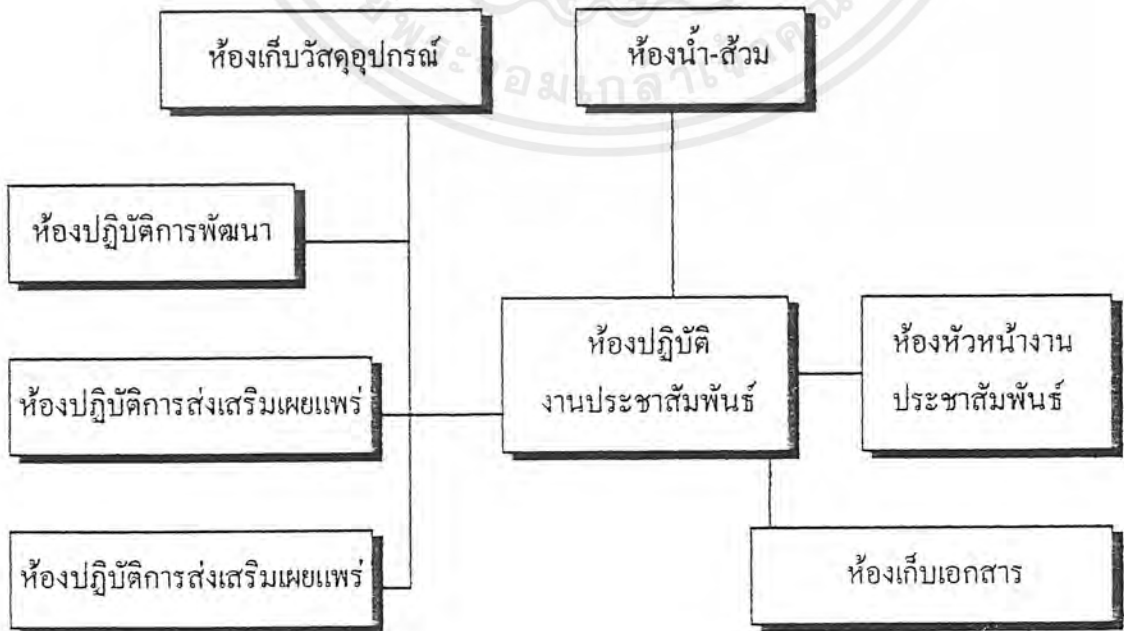 ห้องเก็บวัสดุอุปกรณ์
ห้องน้ำ-ส้วม
ห้องปฏิบัติการพัฒนา
ห้องปฏิบัติการส่งเสริมเผยแพร่
ห้องปฏิบัติ
งานประชาสัมพันธ์
ห้องหัวหน้างาน
ประชาสัมพันธ์
ห้องปฏิบัติการส่งเสริมเผยแพร่
ห้องเก็บเอกสาร